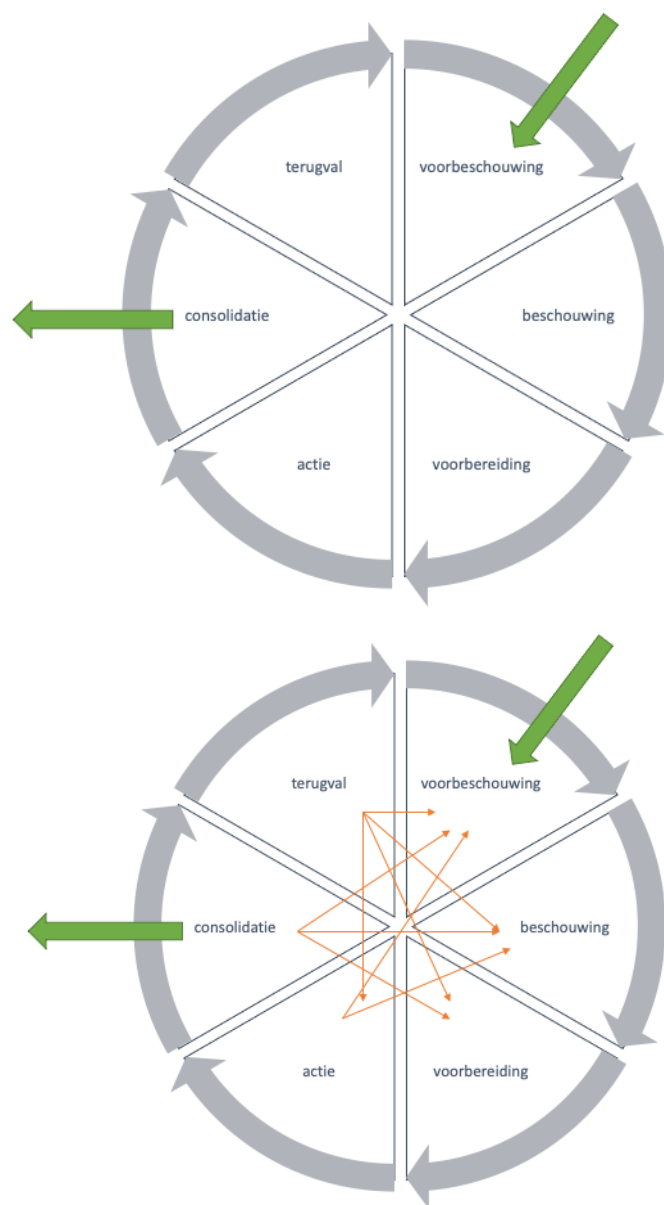 terugval
voorbeschouwing
consolidatie
beschouwing
actie
voorbereiding
terugval
voorbeschouwing
consolidatie
beschouwing
actie
voorbereiding